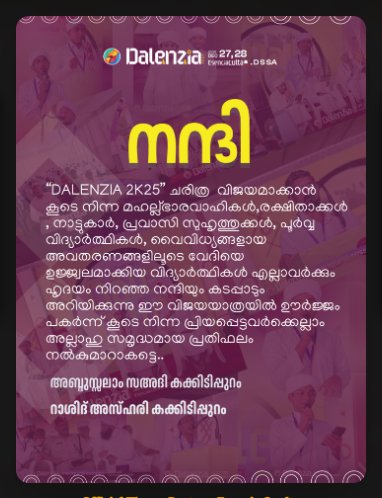 Dalenzia 27,28
നന്ദി
“DALENZIA 2K25” ചരിത്ര വിജയമാക്കാൻ
കൂടെ നിന്ന മഹല്ല്ഭാരവാഹികൾ,രക്ഷിതാക്കൾ
, നാട്ടുകാർ, പ്രവാസി സുഹൃത്തുക്കൾ, പൂർവ്വ
വിദ്യാർത്ഥികൾ, വൈവിധ്യങ്ങളായ
അവതരണങ്ങളിലൂടെ വേദിയെ
ഉജ്ജ്വലമാക്കിയ വിദ്യാർത്ഥികൾ എല്ലാവർക്കും
ഹൃദയം നിറഞ്ഞ നന്ദിയും കടപ്പാടും
അറിയിക്കുന്നു ഈ വിജയയാത്രയിൽ ഊർജ്ജം
പകർന്ന് കൂടെ നിന്ന പ്രിയപ്പെട്ടവർക്കെല്ലാം
അല്ലാഹു സമൃദ്ധമായ പ്രതിഫലം
നൽകുമാറാകട്ടെ..
അബ്ദുസ്സലാം സഅദി കക്കിടിപ്പുറം
റാശിദ് അസ്ഹരി കക്കിടിപ്പുറം